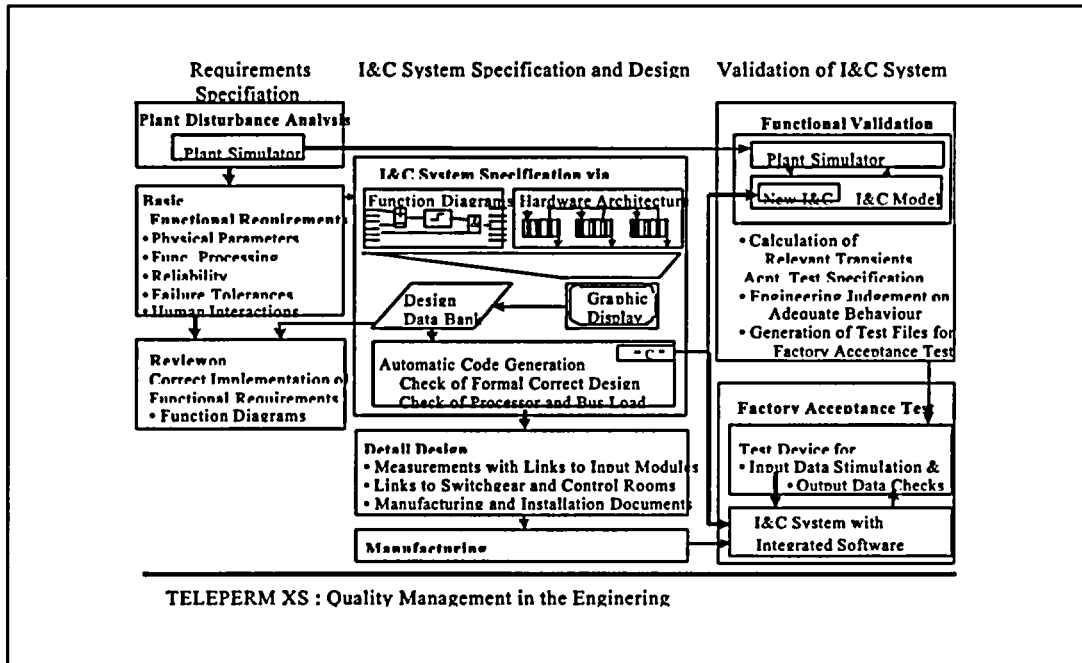 Requirements
Specifiation
I&C System Specification and Design
Validation of I&C System
Plant Disturbance Analysis
Plant Simulator
Basic
Functional Requirements
• Physical Parameters
• Func. Processing
• Reliability
• Failure Tolerances
• Human Interactions
Reviewon
Correct Implementation of
Functional Requirements
• Function Diagrams
I&C System Specification via
Function Diagrams
Hardware Architecture
Design
Data Bank
Graphic
Display
"C"
Automatic Code Generation
Check of Formal Correct Design
Check of Processor and Bus Load
Detail Design
• Measurements with Links to Input Modules
• Links to Switchgear and Control Rooms
• Manufacturing and Installation Documents
Manufacturing
Functional Validation
Plant Simulator
New I&C
I&C Model
• Calculation of
Relevant Transients
Acpt. Test Specification
• Engineering Judgement on
Adequate Behaviour
• Generation of Test Files for
Factory Acceptance Test
Factory Acceptance Test
Test Device for
• Input Data Stimulation &
• Output Data Checks
I&C System with
Integrated Software
TELEPERM XS : Quality Management in the Enginering